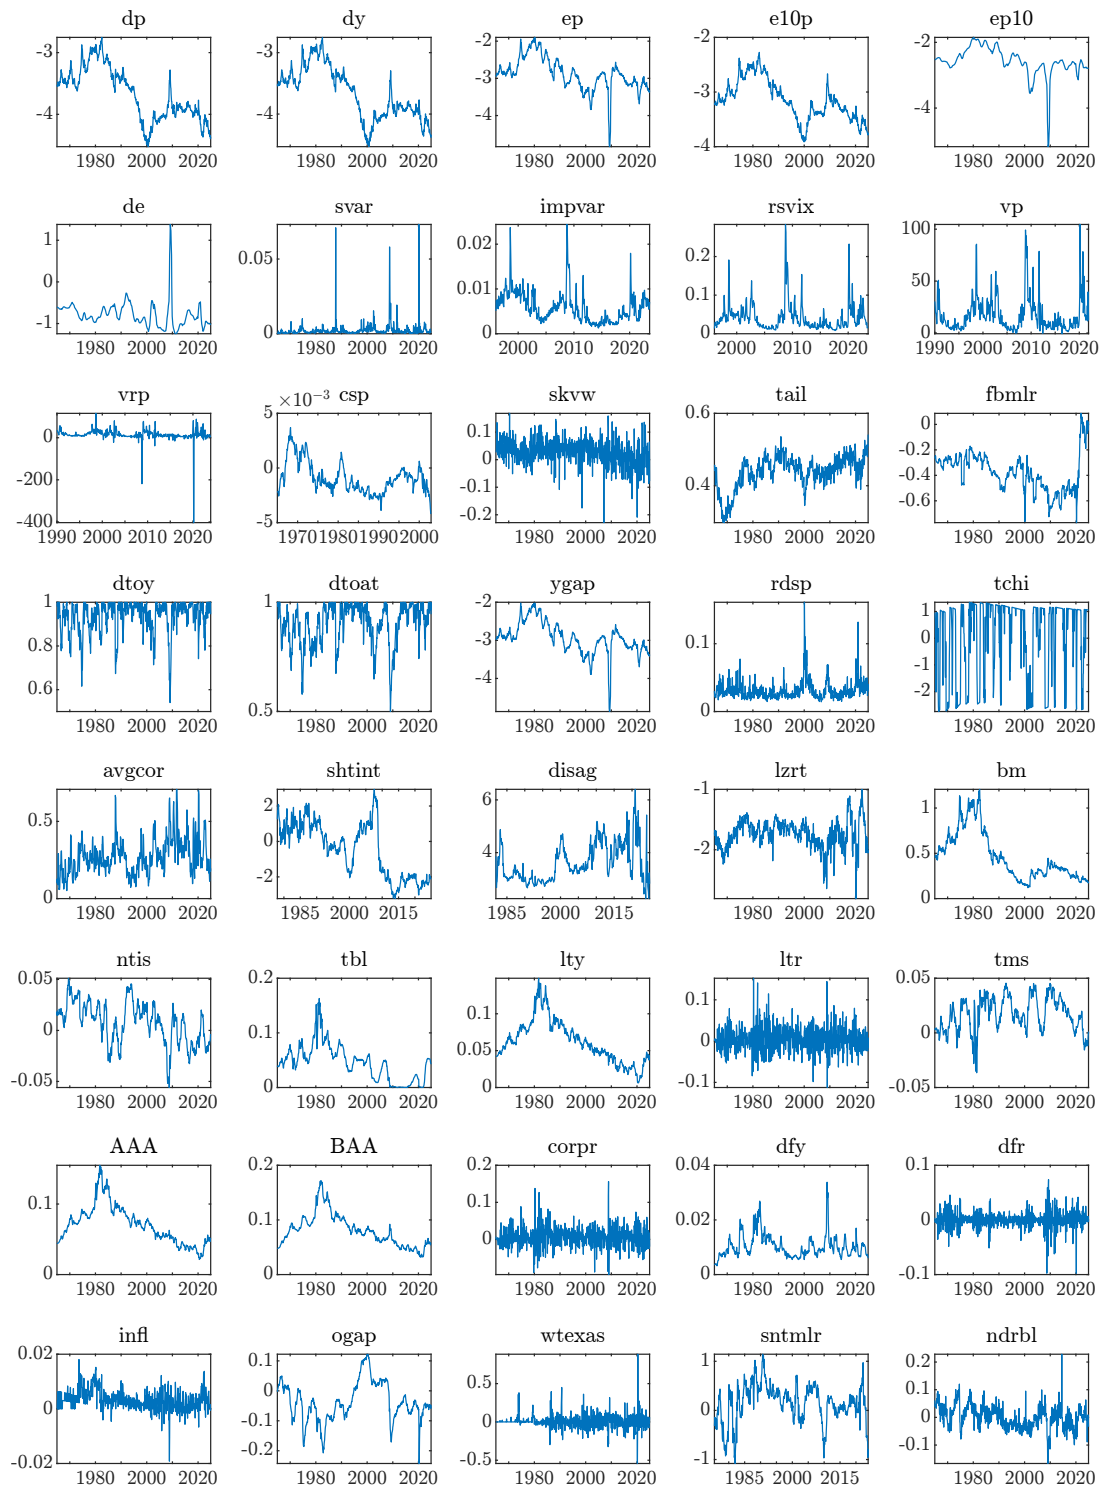 dp
-3
-4
1980 2000 2020
dy
-3
-4
1980 2000 2020
ep
-2
-3
-4
1980 2000 2020
e10p
-2
-3
-4
1980 2000 2020
ep10
-2
-4
1980 2000 2020
de
1
0
-1
1980 2000 2020
svar
0.05
0
1980 2000 2020
impvar
0.02
0.01
0
2000 2010 2020
rsvix
0.2
0.1
0
2000 2010 2020
vp
100
50
0
1990 2000 2010 2020
vrp
0
-200
-400
1990 2000 2010 2020
×10⁻³ csp
5
0
-5
1970 1980 1990 2000
skvw
0.1
0
-0.1
-0.2
1980 2000 2020
tail
0.6
0.4
1980 2000 2020
fbmlr
0
-0.2
-0.4
-0.6
1980 2000 2020
dtoy
1
0.8
0.6
1980 2000 2020
dtoat
1
0.5
1980 2000 2020
ygap
-2
-3
-4
1980 2000 2020
rdsp
0.1
0
1980 2000 2020
tchi
1
0
-1
-2
1980 2000 2020
avgcor
0.5
0
1980 2000 2020
shtint
2
0
-2
1985 2000 2015
disag
6
4
1985 2000 2015
lzrt
-1
-2
1980 2000 2020
bm
1
0.5
0
1980 2000 2020
ntis
0.05
0
-0.05
1980 2000 2020
tbl
0.2
0.1
0
1980 2000 2020
lty
0.1
0.05
0
1980 2000 2020
ltr
0.1
0
-0.1
1980 2000 2020
tms
0.05
0
-0.05
1980 2000 2020
AAA
0.1
0
1980 2000 2020
BAA
0.2
0.1
0
1980 2000 2020
corpr
0.2
0.1
0
1980 2000 2020
dfy
0.04
0.02
0
1980 2000 2020
dfr
0.1
0
-0.1
1980 2000 2020
infl
0.02
0
-0.02
1980 2000 2020
ogap
0.1
0
-0.1
-0.2
1980 2000 2020
wtexas
0.5
0
-0.5
1980 2000 2020
sntmlr
1
0
-1
1985 2000 2015
ndrbl
0.2
0.1
0
-0.1
1980 2000 2020